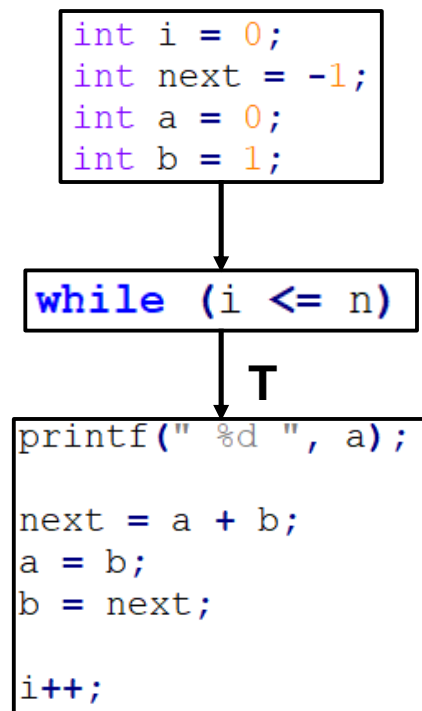 int i = 0;
int next = -1;
int a = 0;
int b = 1;
while (i <= n)
T
printf(" %d ", a);
next = a + b;
a = b;
b = next;
i++;